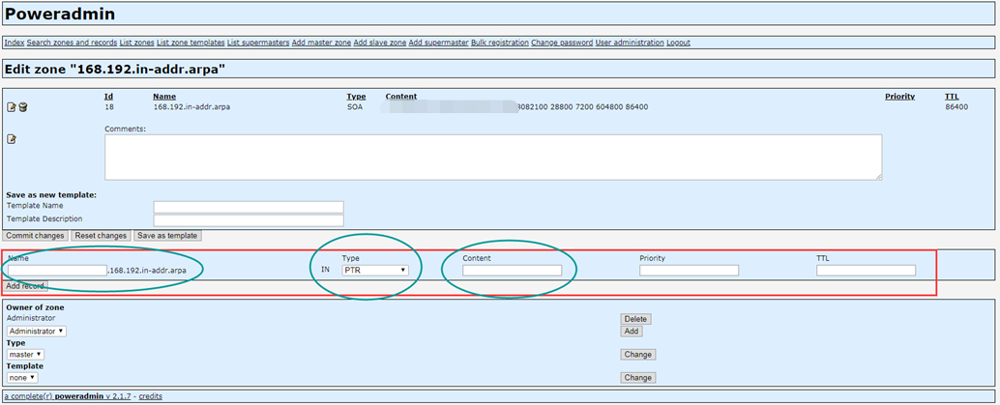 Poweradmin
Index Search zones and records List zones List zone templates List supermasters Add master zone Add slave zone Add supermaster Bulk registration Change password User administration Logout
Edit zone "168.192.in-addr.arpa"
Id Name Type Content Priority TTL
18 168.192.in-addr.arpa SOA 8082100 28800 7200 604800 86400 86400
Comments:
Save as new template:
Template Name
Template Description
Commit changes Reset changes Save as template
Name Type Content Priority TTL
.168.192.in-addr.arpa IN PTR
Add record
Owner of zone
Administrator Delete
Administrator Add
Type
master Change
Template
none Change
a complete(r) poweradmin v 2.1.7 - credits